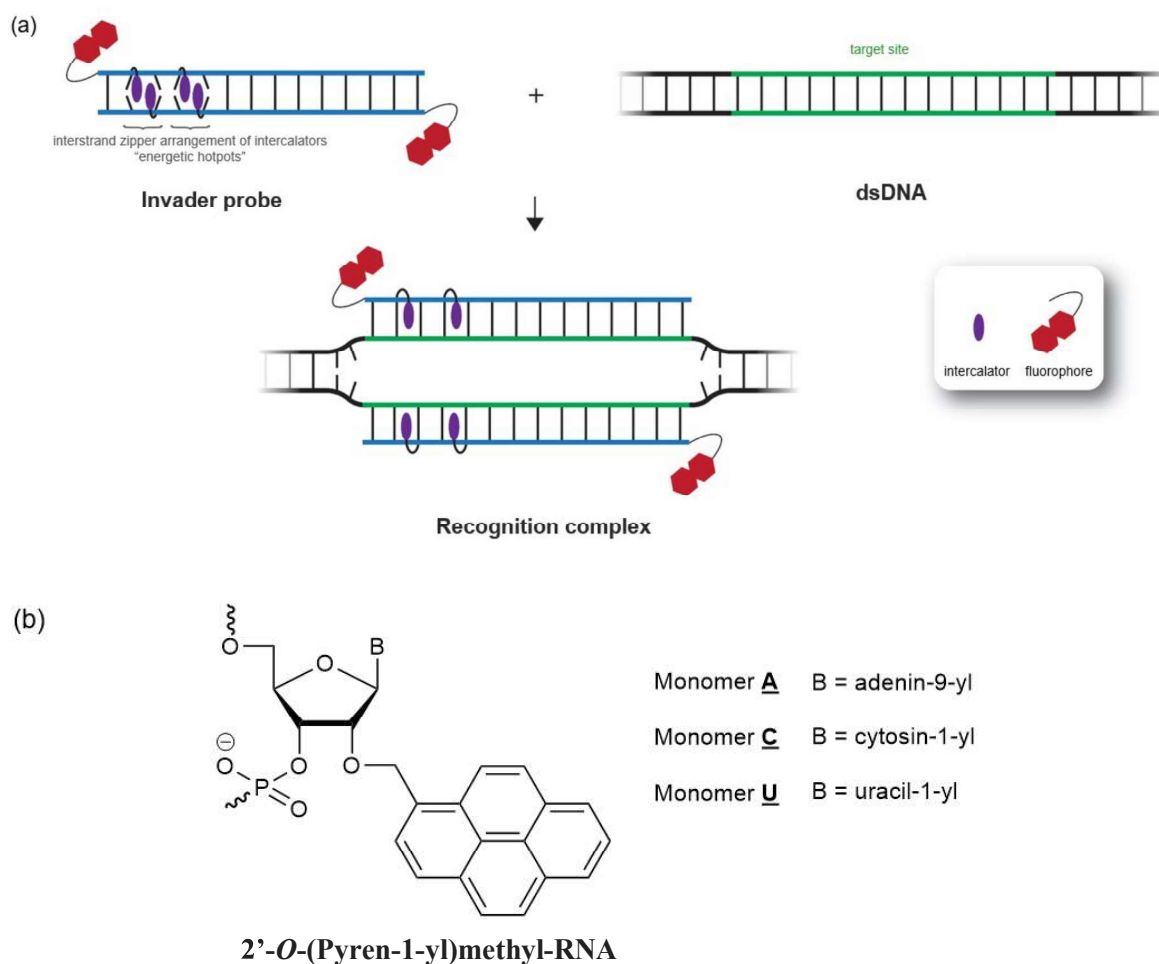 (a)
target site
+
interstrand zipper arrangement of intercalators
"energetic hotpots"
Invader probe
dsDNA
intercalator fluorophore
Recognition complex
(b)
O
O
B
Monomer A B = adenin-9-yl
Monomer C B = cytosin-1-yl
Monomer U B = uracil-1-yl
⊖
O
O
O
P
O
2'-O-(Pyren-1-yl)methyl-RNA